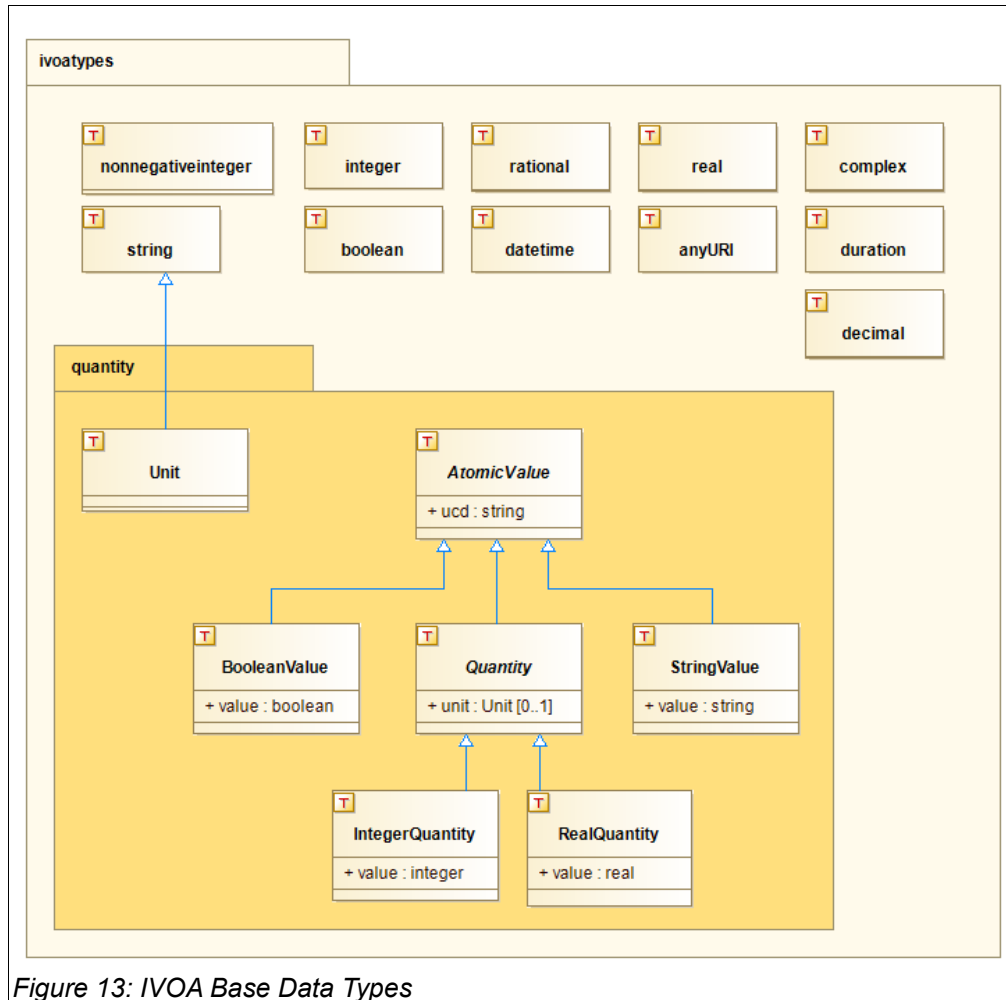 ivoatypes
T T T T T
nonnegativeinteger integer rational real complex
T T T T T
string boolean datetime anyURI duration
T
decimal
quantity
T T
Unit AtomicValue
+ ucd : string
T T T
BooleanValue Quantity StringValue
+ value : boolean + unit : Unit [0..1] + value : string
T T
IntegerQuantity RealQuantity
+ value : integer + value : real
Figure 13: IVOA Base Data Types